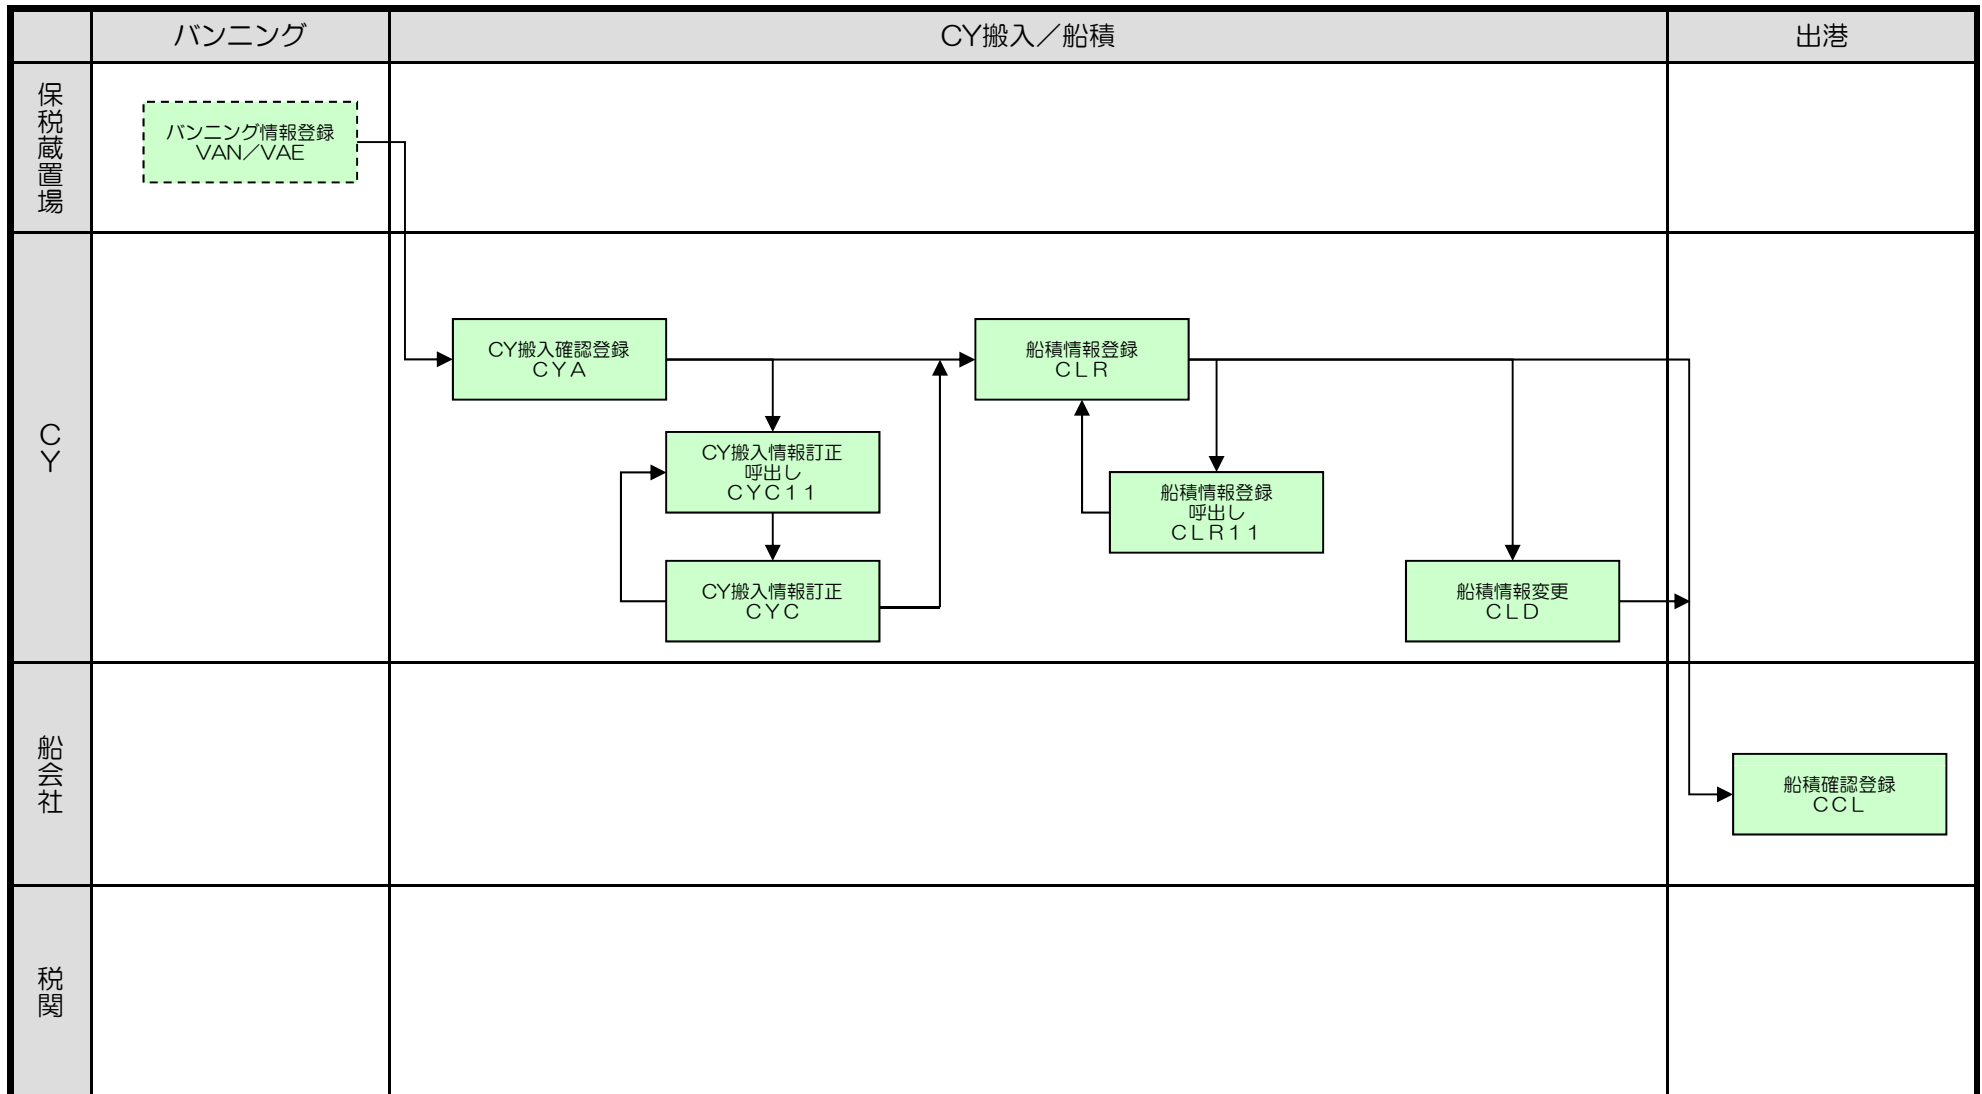 バンニング
CY搬入／船積
出港
保税蔵置場
バンニング情報登録
VAN／VAE
CY
CY搬入確認登録
ＣＹＡ
船積情報登録
ＣＬＲ
CY搬入情報訂正
呼出し
ＣＹＣ１１
船積情報登録
呼出し
ＣＬＲ１１
CY搬入情報訂正
ＣＹＣ
船積情報変更
ＣＬＤ
船会社
船積確認登録
ＣＣＬ
税関